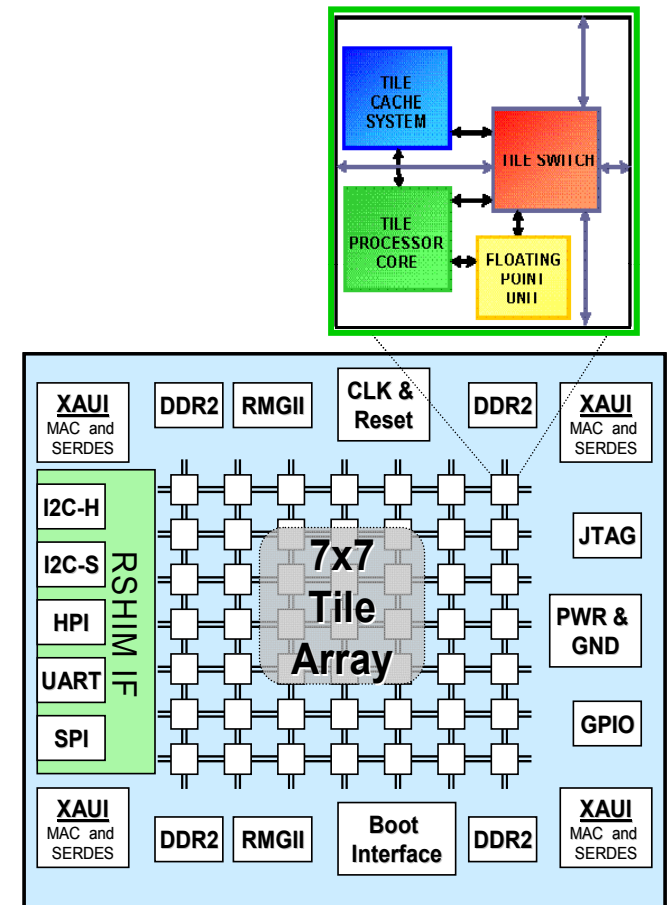 TILE
CACHE
SYSTEM
TILE SWITCH
TILE
PROCESSOR
CORE
FLOATING
POINT
UNIT
XAUI
MAC and
SERDES
DDR2
RMGII
CLK &
Reset
DDR2
XAUI
MAC and
SERDES
I2C-H
I2C-S
HPI
UART
SPI
RSHIM IF
7x7
Tile
Array
JTAG
PWR &
GND
GPIO
XAUI
MAC and
SERDES
DDR2
RMGII
Boot
Interface
DDR2
XAUI
MAC and
SERDES